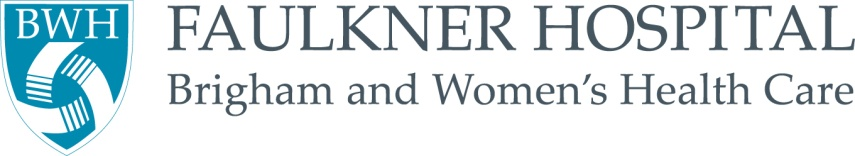 BWH
FAULKNER HOSPITAL
Brigham and Women's Health Care